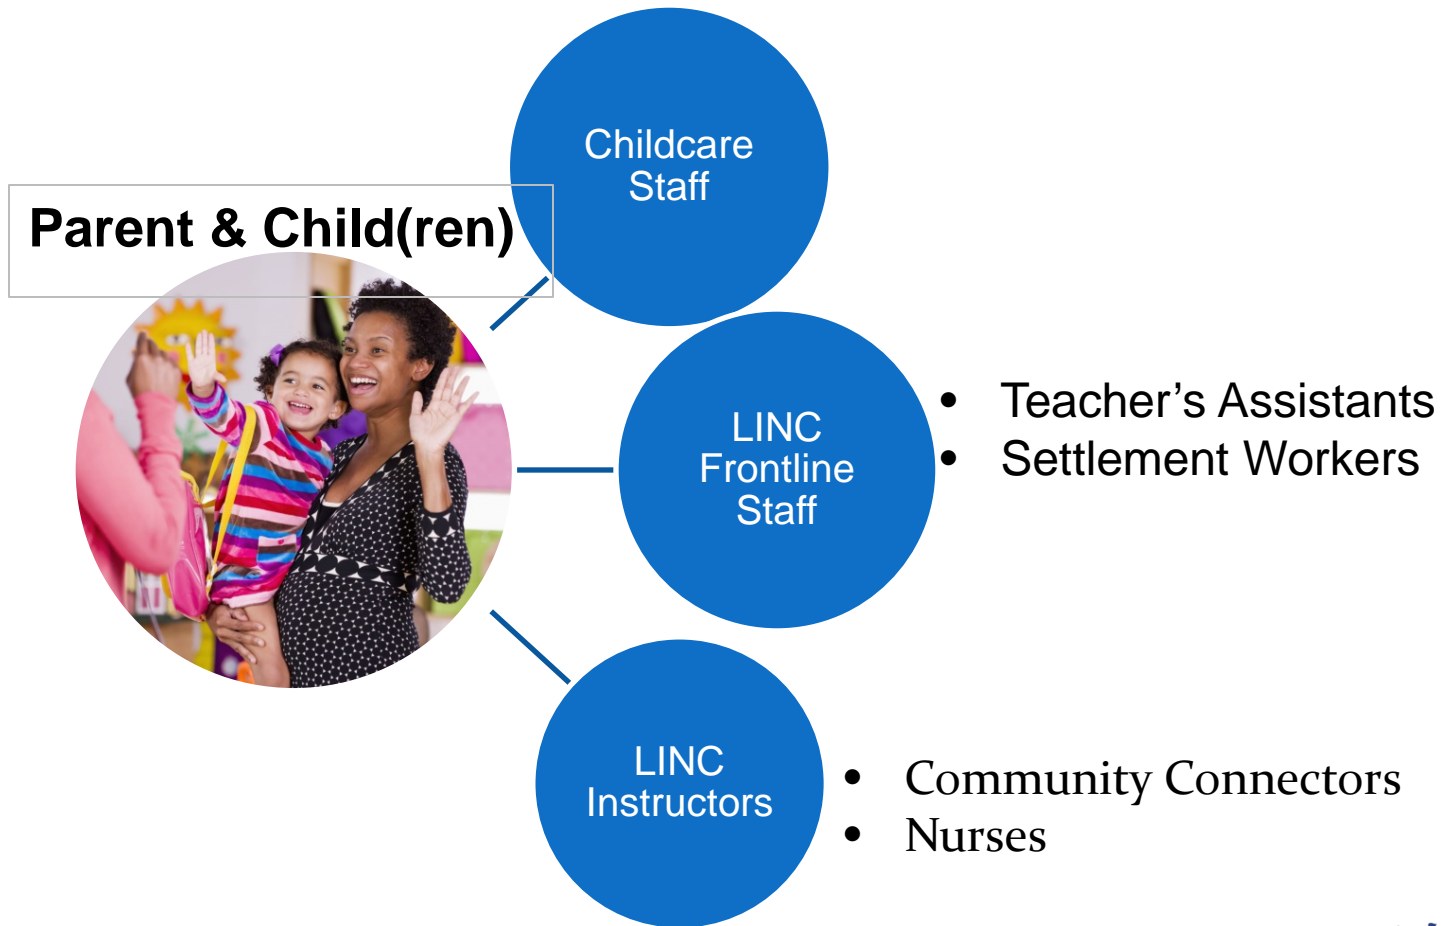 Childcare
Staff
Parent & Child(ren)
LINC
Frontline
Staff
• Teacher’s Assistants
• Settlement Workers
LINC
Instructors
• Community Connectors
• Nurses